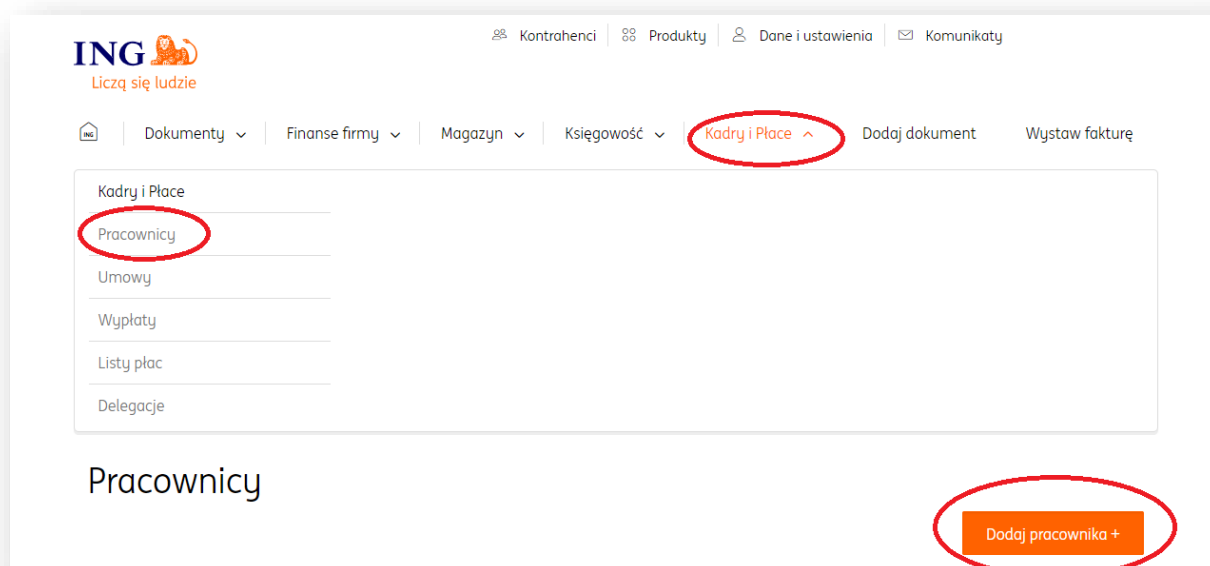 ING
Liczą się ludzie
Kontrahenci Produkty Dane i ustawienia Komunikaty
ING Dokumenty Finanse firmy Magazyn Księgowość Kadry i Płace Dodaj dokument Wystaw fakturę
Kadry i Płace
Pracownicy
Umowy
Wypłaty
Listy płac
Delegacje
Pracownicy
Dodaj pracownika +